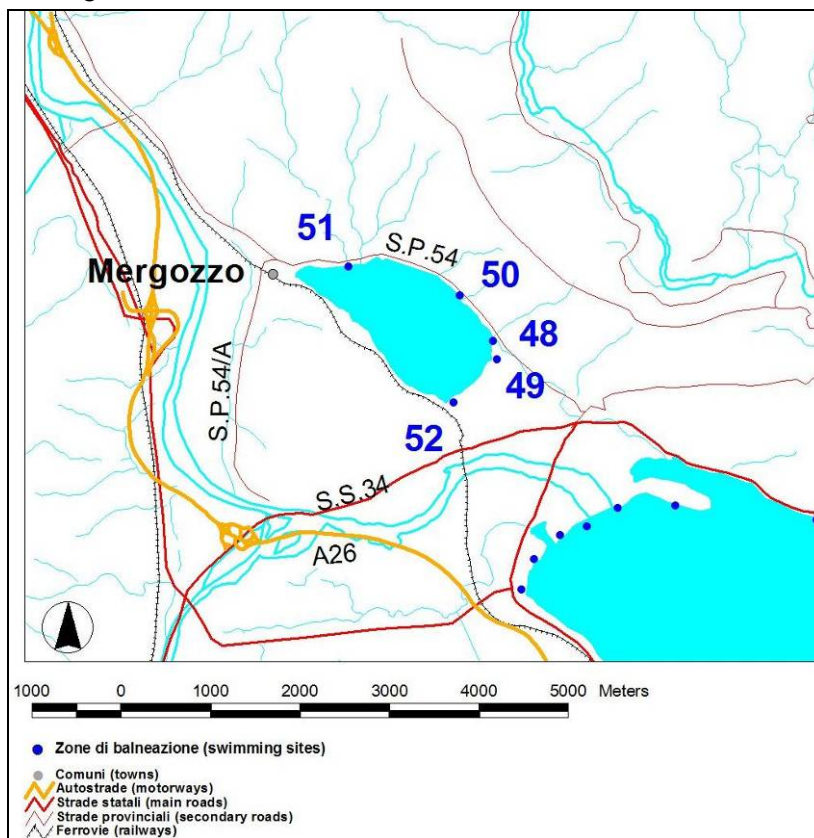 51
S.P.54
50
Mergozzo
48
49
S.P.54/A
52
S.S.34
A26
1000 0 1000 2000 3000 4000 5000 Meters
Zone di balneazione (swimming sites)
Comuni (towns)
Autostrade (motorways)
Strade statali (main roads)
Strade provinciali (secondary roads)
Ferrovie (railways)